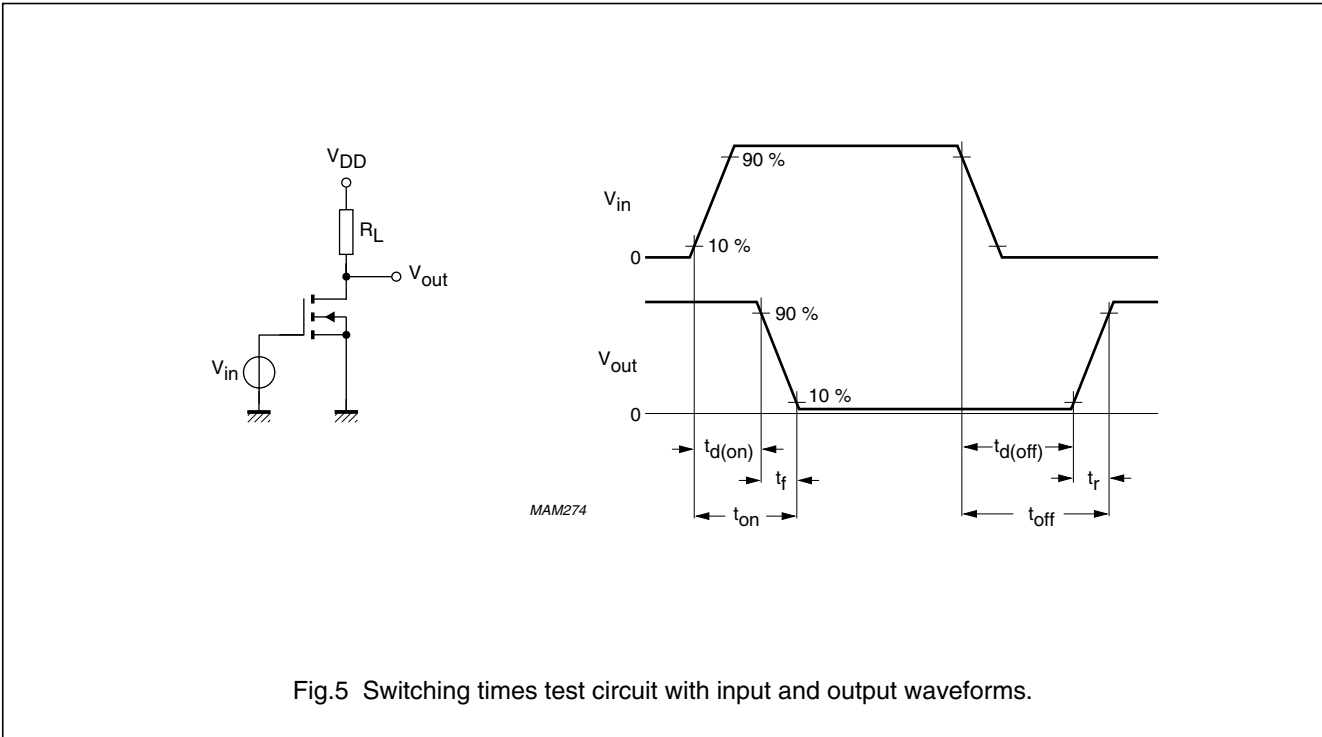 VDD
RL
Vout
Vin
MAM274
Vin
90 %
10 %
0
Vout
90 %
10 %
0
td(on)
tf
ton
td(off)
tr
toff
Fig.5 Switching times test circuit with input and output waveforms.